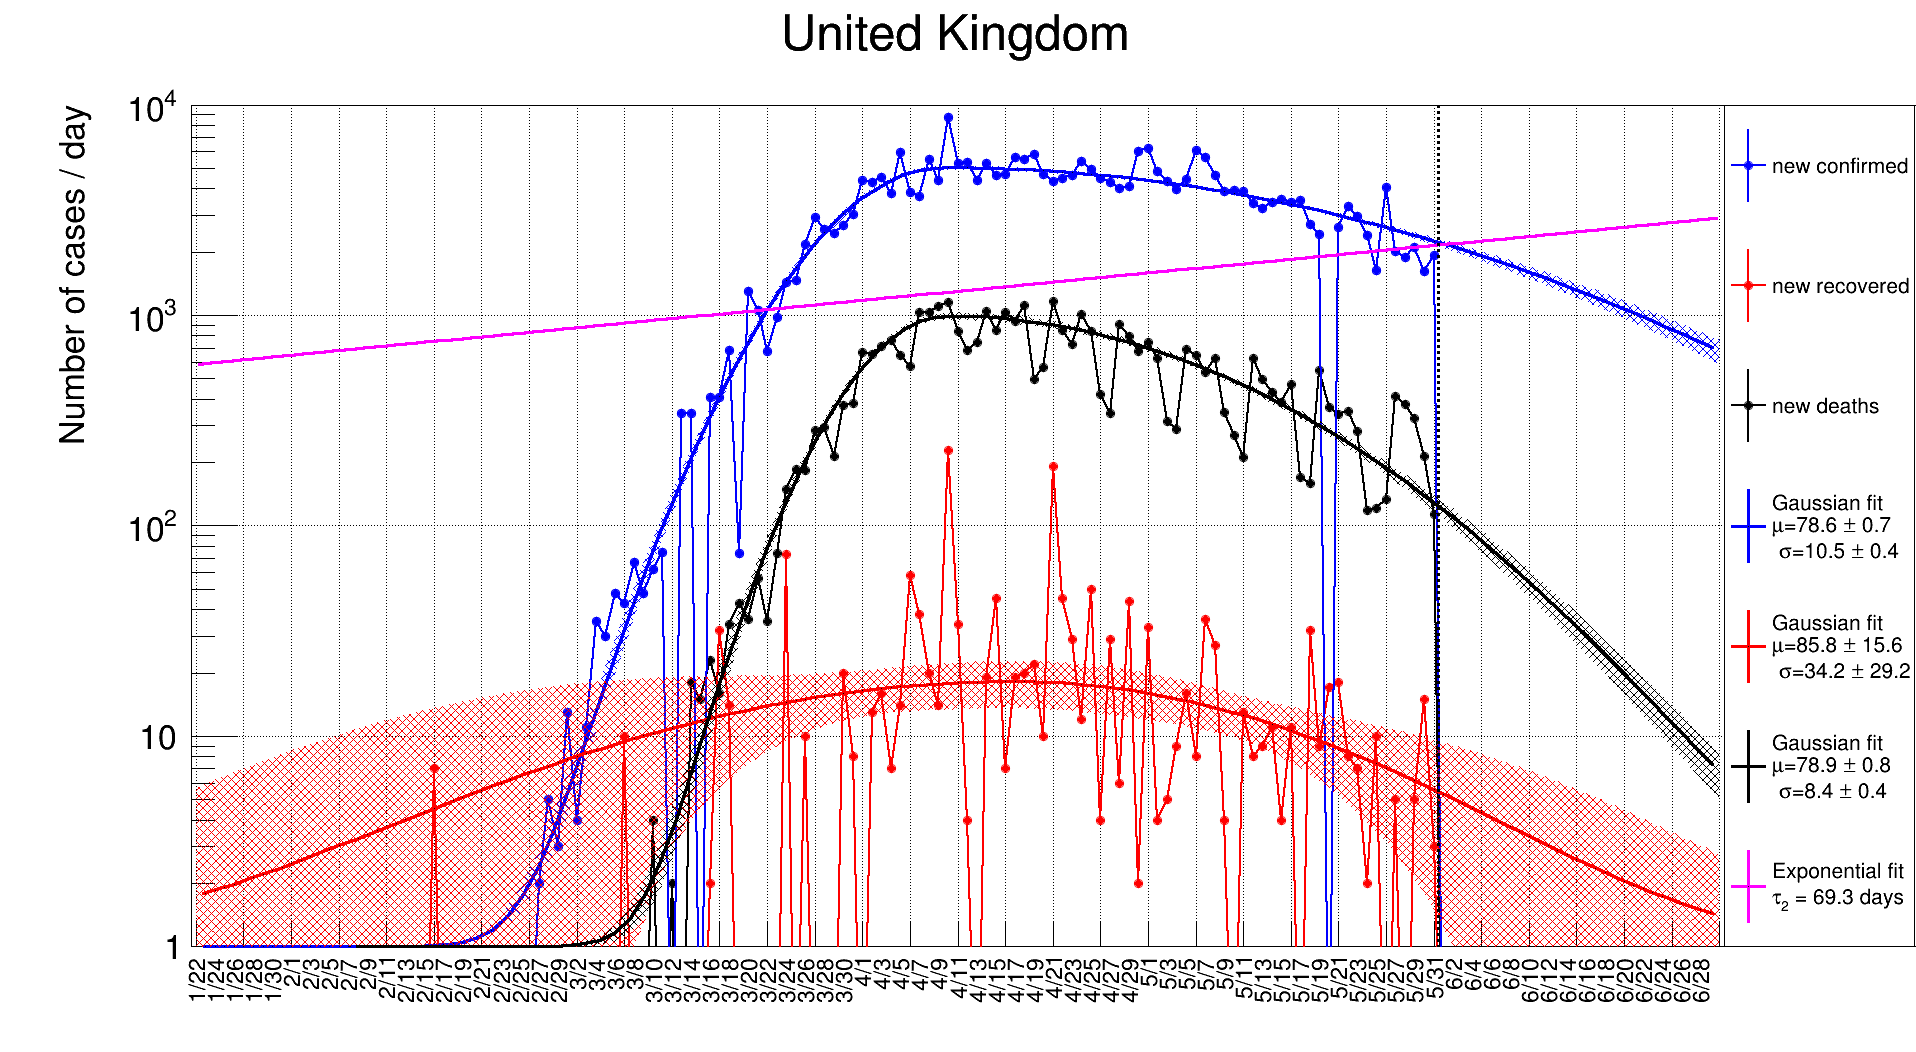 United Kingdom
Number of cases / day
10⁴
10³
10²
10
1
1/22 1/24 1/26 1/28 1/30 2/1 2/3 2/5 2/7 2/9 2/11 2/13 2/15 2/17 2/19 2/21 2/23 2/25 2/27 2/29 3/2 3/4 3/6 3/8 3/10 3/12 3/14 3/16 3/18 3/20 3/22 3/24 3/26 3/28 3/30 4/1 4/3 4/5 4/7 4/9 4/11 4/13 4/15 4/17 4/19 4/21 4/23 4/25 4/27 4/29 5/1 5/3 5/5 5/7 5/9 5/11 5/13 5/15 5/17 5/19 5/21 5/23 5/25 5/27 5/29 5/31 6/2 6/4 6/6 6/8 6/10 6/12 6/14 6/16 6/18 6/20 6/22 6/24 6/26 6/28
new confirmed
new recovered
new deaths
Gaussian fit
μ=78.6 ± 0.7
σ=10.5 ± 0.4
Gaussian fit
μ=85.8 ± 15.6
σ=34.2 ± 29.2
Gaussian fit
μ=78.9 ± 0.8
σ=8.4 ± 0.4
Exponential fit
τ₂ = 69.3 days